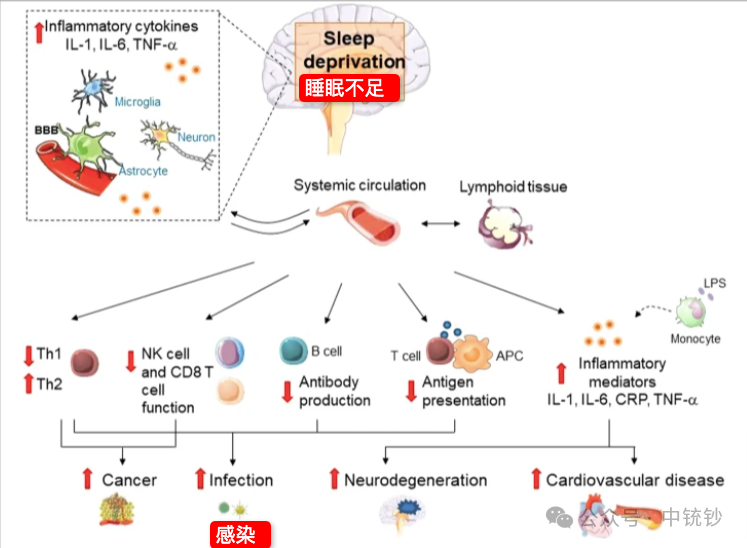 Inflammatory cytokines
IL-1, IL-6, TNF-α
Microglia
BBB
Neuron
Astrocyte
Sleep
deprivation
睡眠不足
Systemic circulation
Lymphoid tissue
LPS
Monocyte
Th1
Th2
NK cell
and CD8 T
cell
function
B cell
Antibody
production
T cell
APC
Antigen
presentation
Inflammatory
mediators
IL-1, IL-6, CRP, TNF-α
Cancer
Infection
Neurodegeneration
Cardiovascular disease
感染
公众号·中铳钞